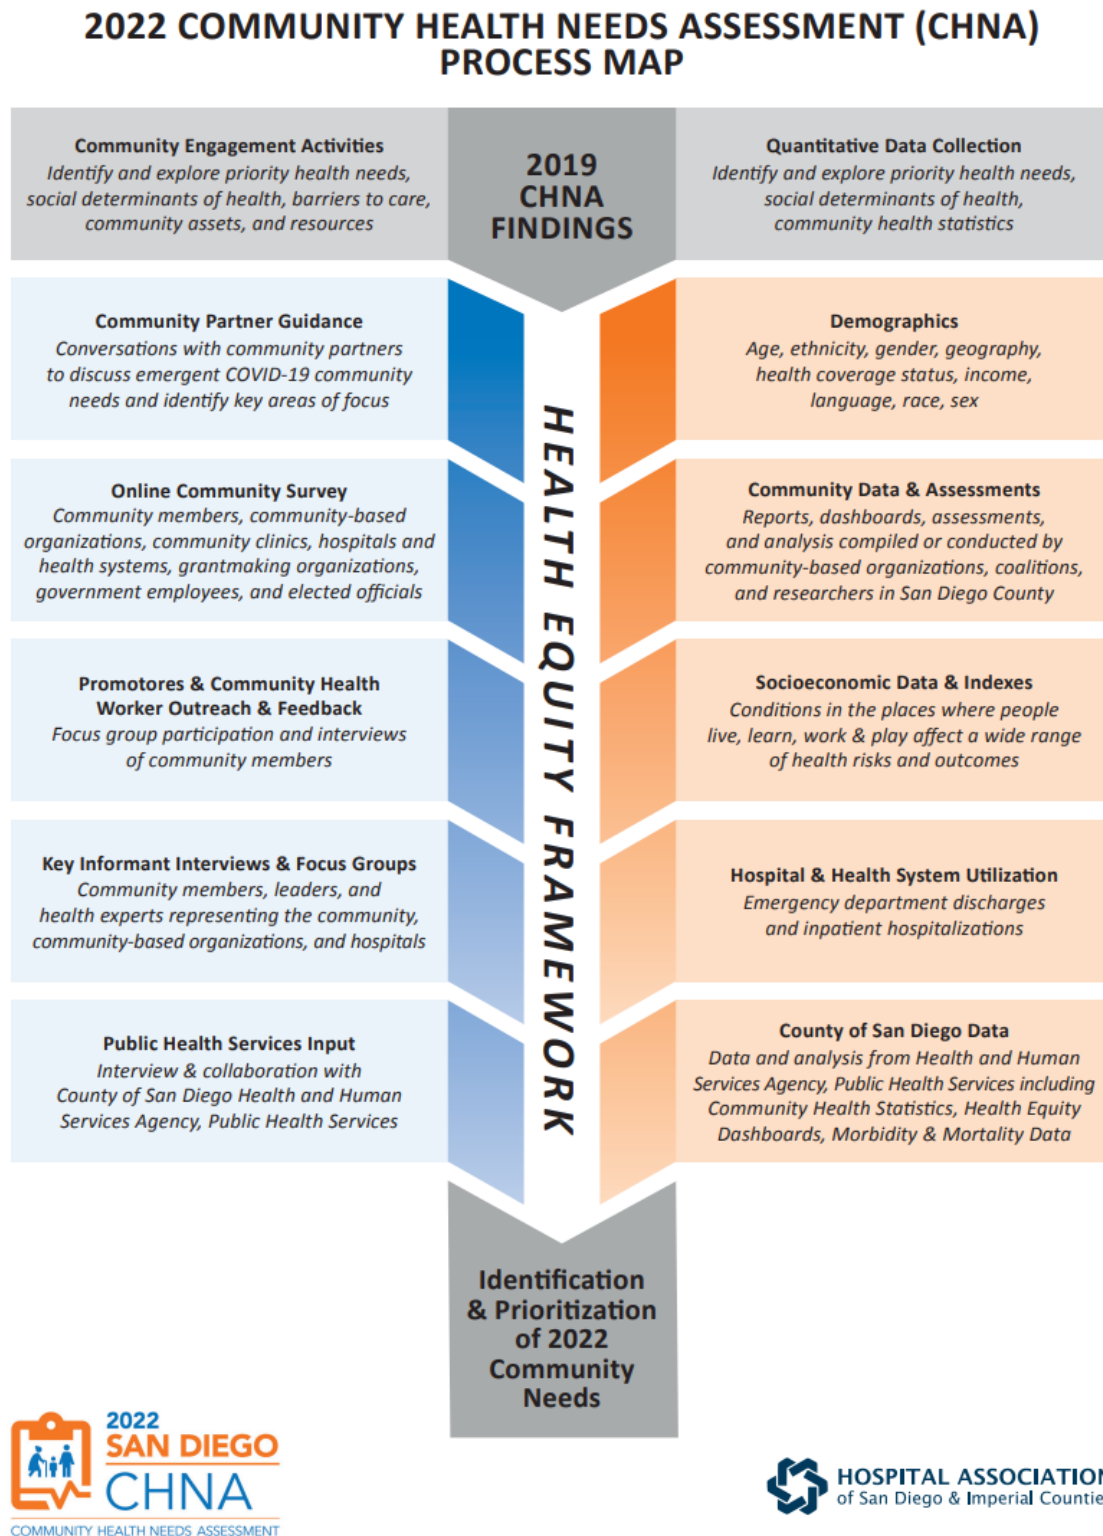 2022 COMMUNITY HEALTH NEEDS ASSESSMENT (CHNA)
PROCESS MAP
Community Engagement Activities
Identify and explore priority health needs,
social determinants of health, barriers to care,
community assets, and resources
2019
CHNA
FINDINGS
Quantitative Data Collection
Identify and explore priority health needs,
social determinants of health,
community health statistics
Community Partner Guidance
Conversations with community partners
to discuss emergent COVID-19 community
needs and identify key areas of focus
Online Community Survey
Community members, community-based
organizations, community clinics, hospitals and
health systems, grantmaking organizations,
government employees, and elected officials
Promotores & Community Health
Worker Outreach & Feedback
Focus group participation and interviews
of community members
Key Informant Interviews & Focus Groups
Community members, leaders, and
health experts representing the community,
community-based organizations, and hospitals
Public Health Services Input
Interview & collaboration with
County of San Diego Health and Human
Services Agency, Public Health Services
HEALTH EQUITY FRAMEWORK
Demographics
Age, ethnicity, gender, geography,
health coverage status, income,
language, race, sex
Community Data & Assessments
Reports, dashboards, assessments,
and analysis compiled or conducted by
community-based organizations, coalitions,
and researchers in San Diego County
Socioeconomic Data & Indexes
Conditions in the places where people
live, learn, work & play affect a wide range
of health risks and outcomes
Hospital & Health System Utilization
Emergency department discharges
and inpatient hospitalizations
County of San Diego Data
Data and analysis from Health and Human
Services Agency, Public Health Services including
Community Health Statistics, Health Equity
Dashboards, Morbidity & Mortality Data
Identification
& Prioritization
of 2022
Community
Needs
2022
SAN DIEGO
CHNA
COMMUNITY HEALTH NEEDS ASSESSMENT
HOSPITAL ASSOCIATION
of San Diego & Imperial Countie